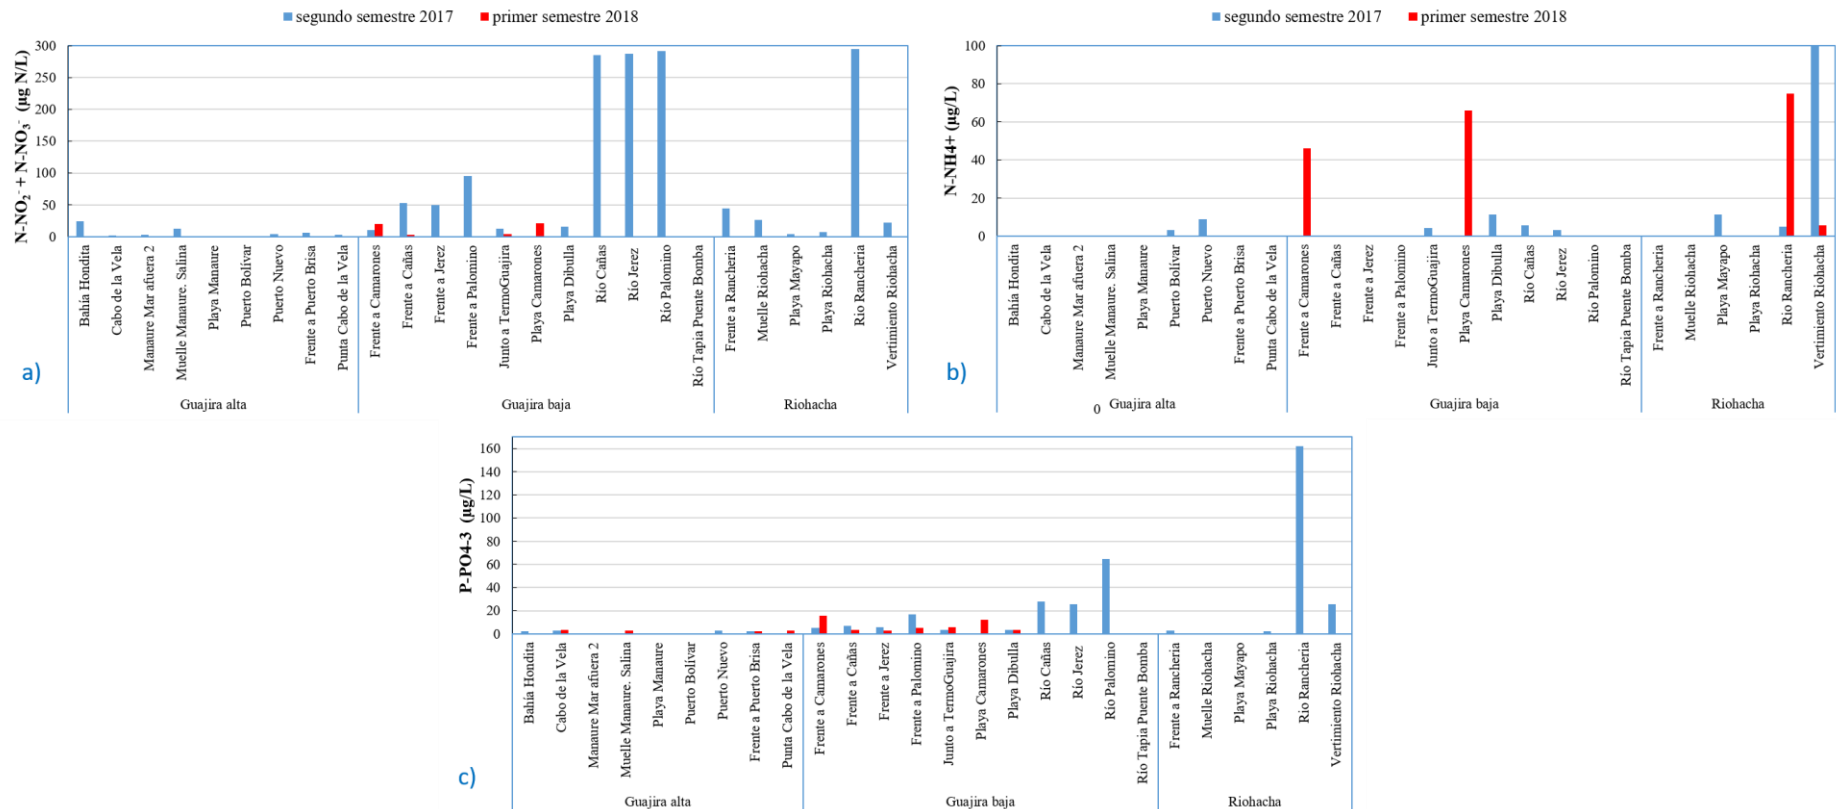 segundo semestre 2017 primer semestre 2018
N-NO2- + N-NO3- (µg N/L)
300
250
200
150
100
50
0
Bahía Hondita
Cabo de la Vela
Manaure Mar afuera 2
Muelle Manaure. Salina
Playa Manaure
Puerto Bolívar
Puerto Nuevo
Frente a Puerto Brisa
Punta Cabo de la Vela
Frente a Camarones
Frente a Cañas
Frente a Jerez
Frente a Palomino
Junto a TermoGuajira
Playa Camarones
Playa Dibulla
Río Cañas
Río Jerez
Río Palomino
Río Tapia Puente Bomba
Frente a Ranchería
Muelle Riohacha
Playa Mayapo
Playa Riohacha
Río Ranchería
Vertimiento Riohacha
Guajira alta
Guajira baja
Riohacha
a)
segundo semestre 2017 primer semestre 2018
N-NH4+ (µg/L)
100
80
60
40
20
0
Bahía Hondita
Cabo de la Vela
Manaure Mar afuera 2
Muelle Manaure. Salina
Playa Manaure
Puerto Bolívar
Puerto Nuevo
Frente a Puerto Brisa
Punta Cabo de la Vela
Frente a Camarones
Frente a Cañas
Frente a Jerez
Frente a Palomino
Junto a TermoGuajira
Playa Camarones
Playa Dibulla
Río Cañas
Río Jerez
Río Palomino
Río Tapia Puente Bomba
Frente a Ranchería
Muelle Riohacha
Playa Mayapo
Playa Riohacha
Río Ranchería
Vertimiento Riohacha
0
Guajira alta
Guajira baja
Riohacha
b)
P-PO4-3 (µg/L)
160
140
120
100
80
60
40
20
0
Bahía Hondita
Cabo de la Vela
Manaure Mar afuera 2
Muelle Manaure. Salina
Playa Manaure
Puerto Bolívar
Puerto Nuevo
Frente a Puerto Brisa
Punta Cabo de la Vela
Frente a Camarones
Frente a Cañas
Frente a Jerez
Frente a Palomino
Junto a TermoGuajira
Playa Camarones
Playa Dibulla
Río Cañas
Río Jerez
Río Palomino
Río Tapia Puente Bomba
Frente a Ranchería
Muelle Riohacha
Playa Mayapo
Playa Riohacha
Río Ranchería
Vertimiento Riohacha
Guajira alta
Guajira baja
Riohacha
c)